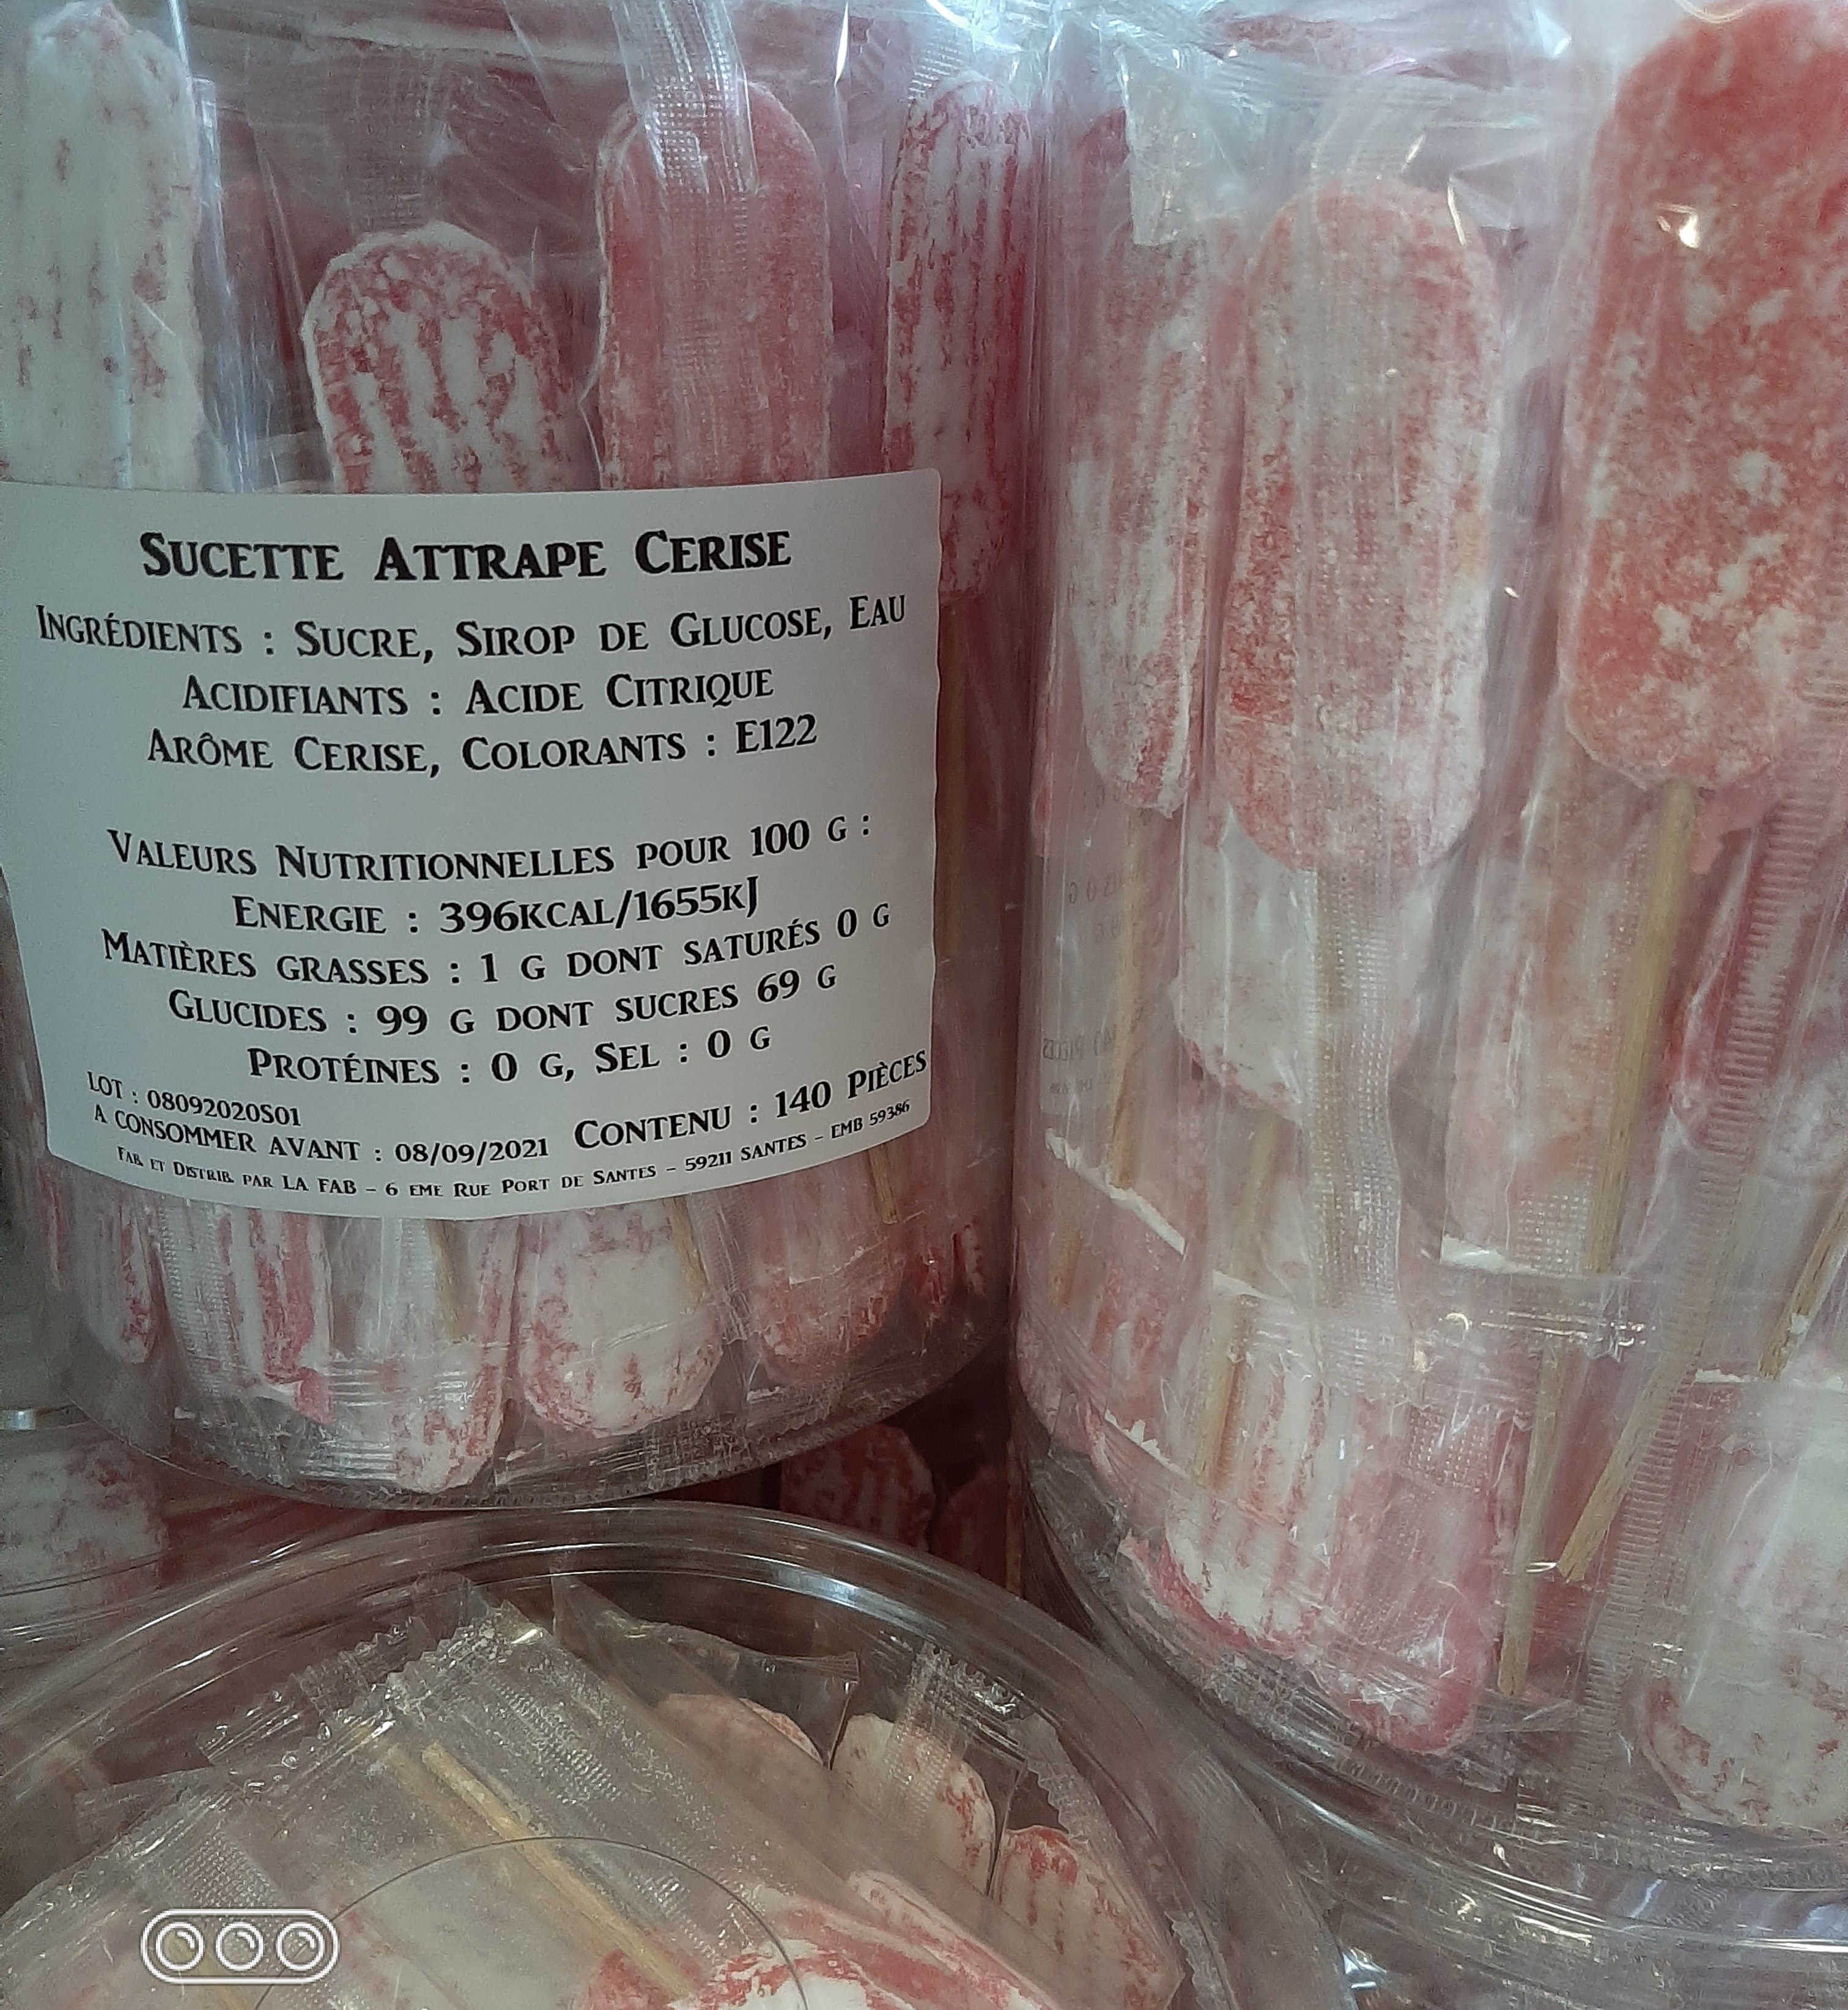 Sucette Attrape Cerise
Ingrédients : Sucre, Sirop de Glucose, Eau
Acidifiants : Acide Citrique
Arôme Cerise, Colorants : E122
Valeurs Nutritionnelles pour 100 g :
Energie : 396kcal/1655kJ
Matières grasses : 1 g dont saturés 0 g
Glucides : 99 g dont sucres 69 g
Protéines : 0 g, Sel : 0 g
LOT : 08092020S01
A CONSOMMER AVANT : 08/09/2021 Contenu : 140 pièces
Fab. et Distrib. par LA FAB – 6 eme Rue Port de Santes – 59211 SANTES – EMB 59386